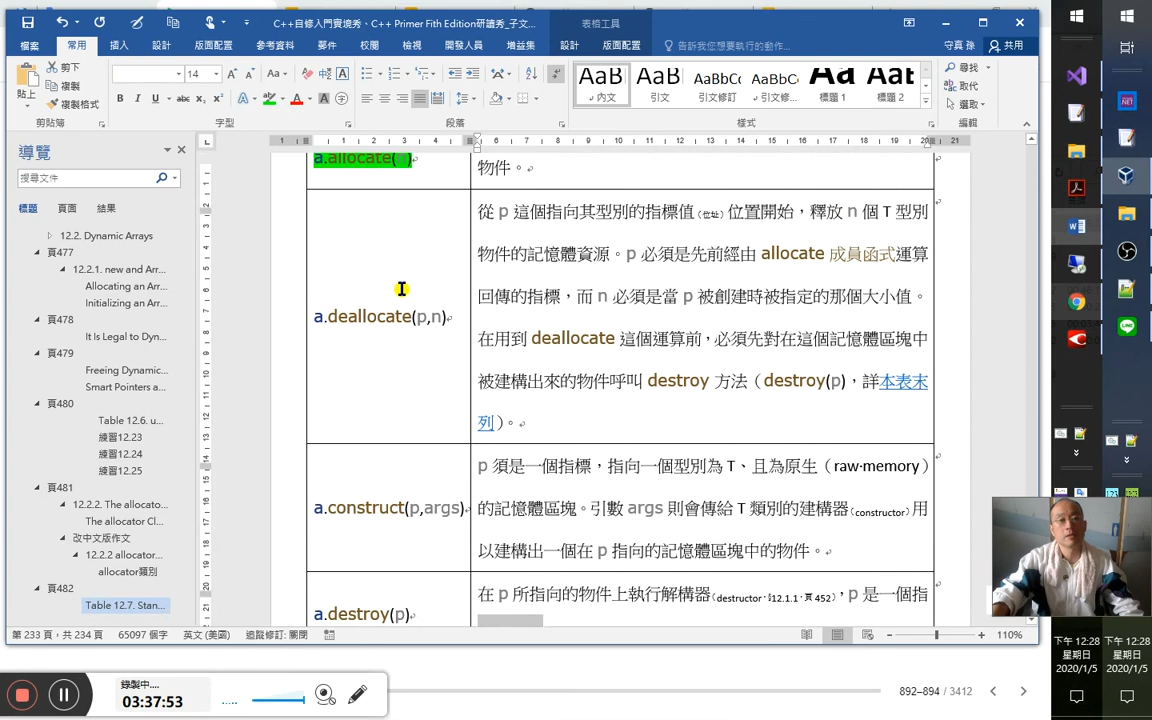 C++自修入門實境秀、C++ Primer Fith Edition研讀秀_子文...
表格工具
檔案 常用 插入 設計 版面配置 參考資料 郵件 校閱 檢視 開發人員 增益集 設計 版面配置 告訴我您想要執行的動作... 守真 孫 共用
貼上
剪下
複製
複製格式
剪貼簿
14
字型
段落
AaB AaBb AaBbCc AaBbCc AaB Aab
內文 引文 引文修訂 引文修... 標題 1 標題 2
樣式
尋找
取代
選取
編輯
導覽
搜尋文件
標題 頁面 結果
12.2. Dynamic Arrays
頁477
12.2.1. new and Arr...
Allocating an Arr...
Initializing an Arr...
頁478
It Is Legal to Dyn...
頁479
Freeing Dynamic...
Smart Pointers a...
頁480
Table 12.6. u...
練習12.23
練習12.24
練習12.25
頁481
12.2.2. The allocato...
The allocator Cl...
改中文版作文
12.2.2 allocator...
allocator類別
頁482
Table 12.7. Stan...
a.allocate(n)
物件。
a.deallocate(p,n)
從 p 這個指向其型別的指標值(位址)位置開始，釋放 n 個 T 型別
物件的記憶體資源。p 必須是先前經由 allocate 成員函式運算
回傳的指標，而 n 必須是當 p 被創建時被指定的那個大小值。
在用到 deallocate 這個運算前，必須先對在這個記憶體區塊中
被建構出來的物件呼叫 destroy 方法（destroy(p)，詳本表末
列）。
a.construct(p,args)
p 須是一個指標，指向一個型別為 T、且為原生（raw·memory）
的記憶體區塊。引數 args 則會傳給 T 類別的建構器(constructor)用
以建構出一個在 p 指向的記憶體區塊中的物件。
a.destroy(p)
在 p 所指向的物件上執行解構器(destructor·§12.1.1·頁 452)，p 是一個指
第 233 頁，共 234 頁 65097 個字 英文 (美國) 追蹤修訂: 關閉 110%
錄製中....
03:37:53
892–894 / 3412
下午 12:28
星期日
2020/1/5
下午 12:28
星期日
2020/1/5